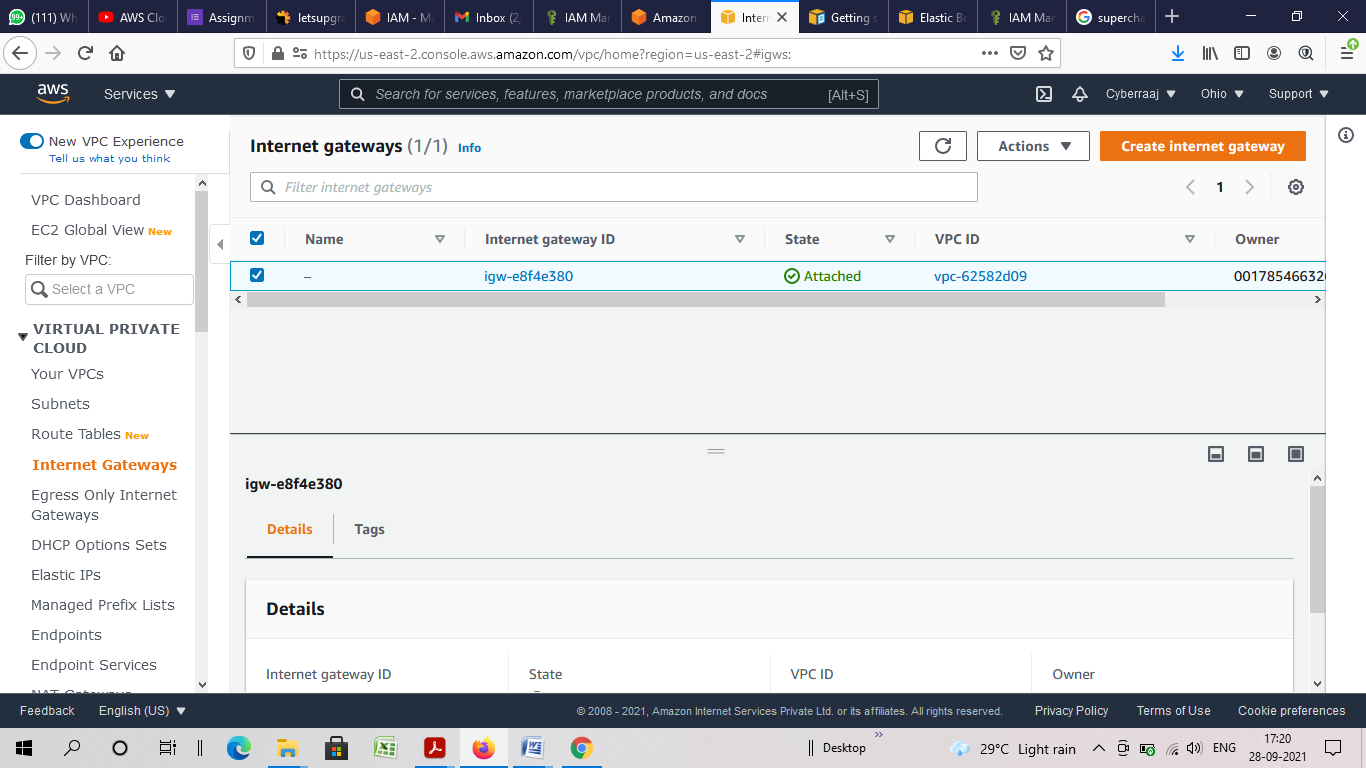 (111) Wh
AWS Clo
Assignm
letsupgra
IAM - Ma
Inbox (2,
IAM Man
Amazon
Intern
Getting s
Elastic Be
IAM Man
supercha
https://us-east-2.console.aws.amazon.com/vpc/home?region=us-east-2#igws:
aws
Services
Search for services, features, marketplace products, and docs
[Alt+S]
Cyberraaj
Ohio
Support
New VPC Experience
Tell us what you think
VPC Dashboard
EC2 Global View New
Filter by VPC:
Select a VPC
VIRTUAL PRIVATE
CLOUD
Your VPCs
Subnets
Route Tables New
Internet Gateways
Egress Only Internet
Gateways
DHCP Options Sets
Elastic IPs
Managed Prefix Lists
Endpoints
Endpoint Services
NAT Gateways
Internet gateways (1/1) Info
Actions
Create internet gateway
Filter internet gateways
1
Name
Internet gateway ID
State
VPC ID
Owner
–
igw-e8f4e380
Attached
vpc-62582d09
0017854663
igw-e8f4e380
Details
Tags
Details
Internet gateway ID
State
VPC ID
Owner
Feedback
English (US)
© 2008 - 2021, Amazon Internet Services Private Ltd. or its affiliates. All rights reserved.
Privacy Policy
Terms of Use
Cookie preferences
Desktop
29°C Light rain
ENG
17:20
28-09-2021